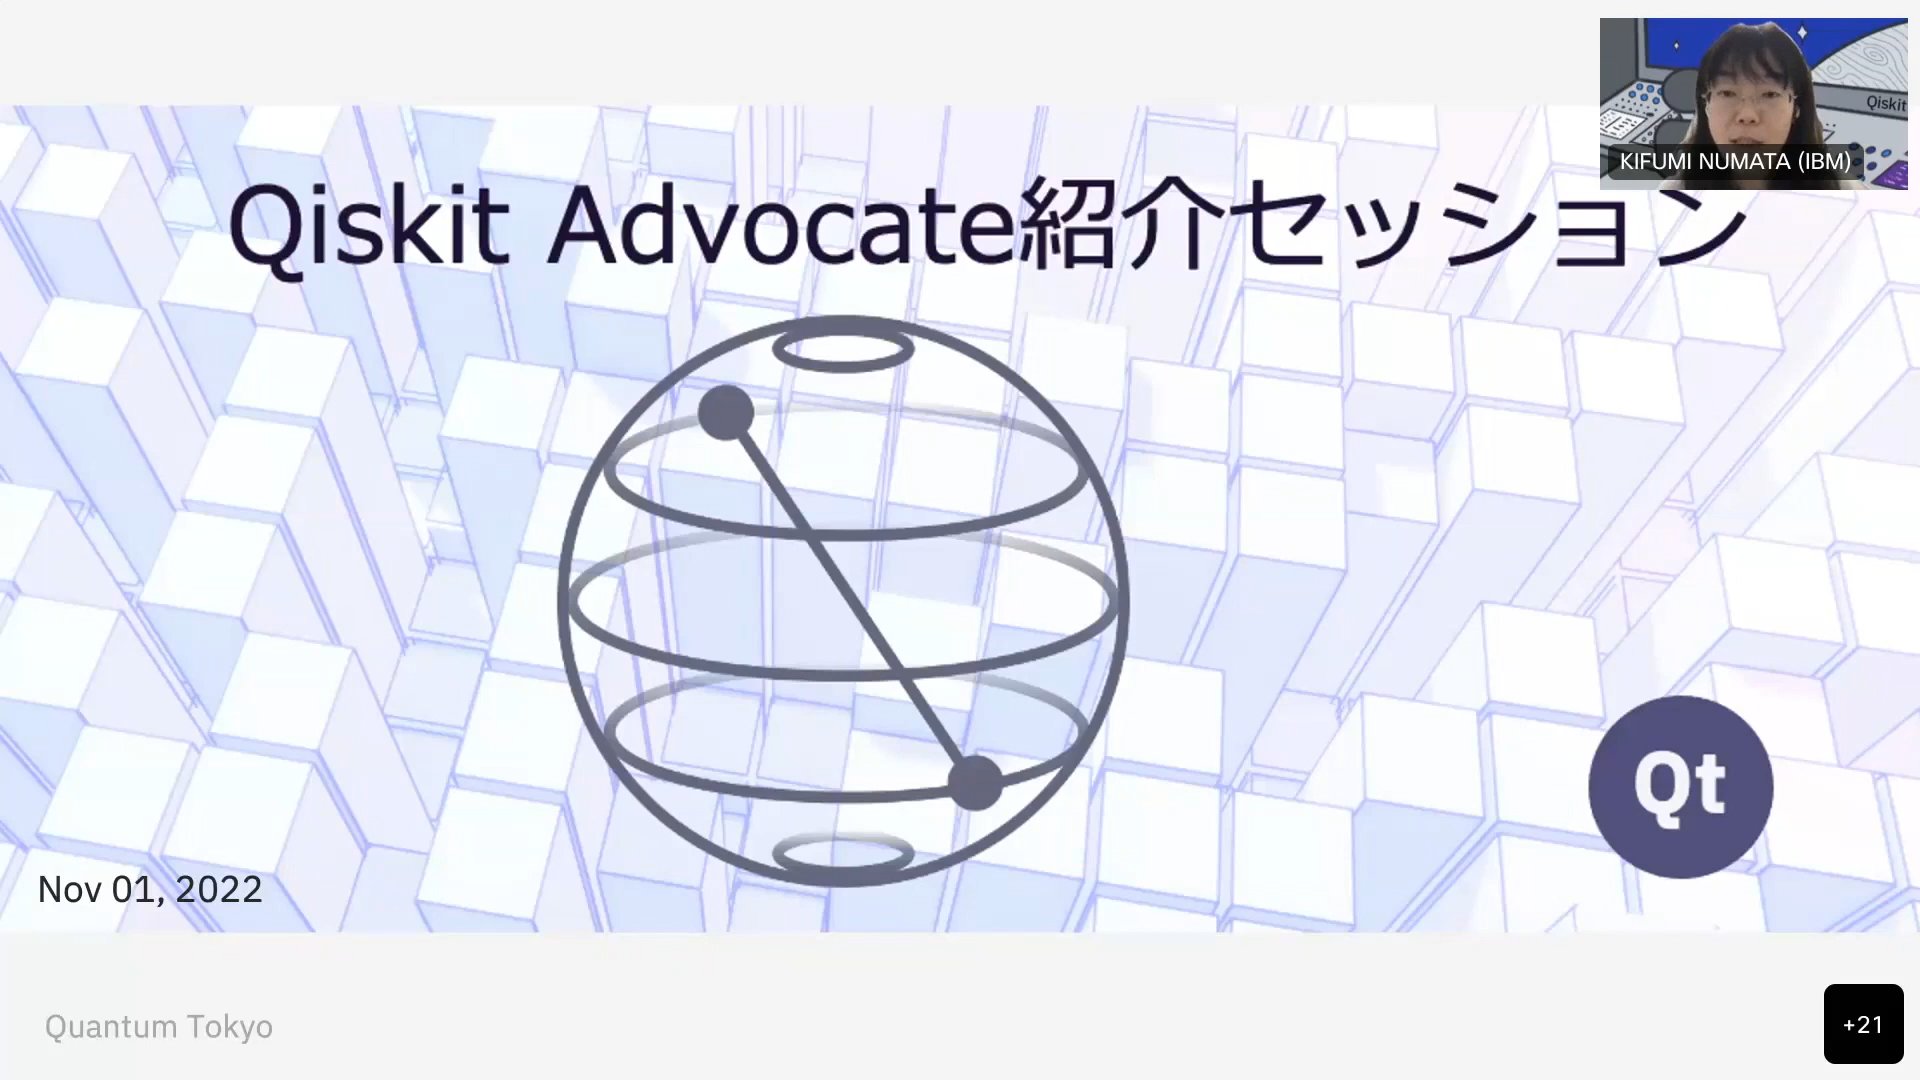 Qiskit
KIFUMI NUMATA (IBM)
Qiskit Advocate紹介セッション
Qt
Nov 01, 2022
Quantum Tokyo
+21